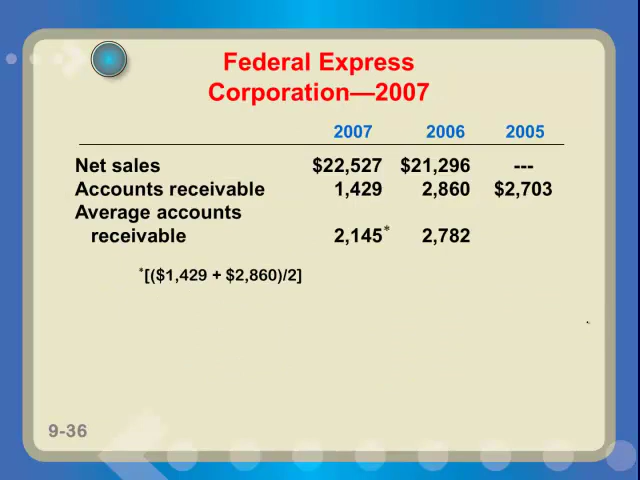 Federal Express
Corporation—2007
2007 2006 2005
Net sales $22,527 $21,296 ---
Accounts receivable 1,429 2,860 $2,703
Average accounts
receivable 2,145* 2,782
*[($1,429 + $2,860)/2]
9-36